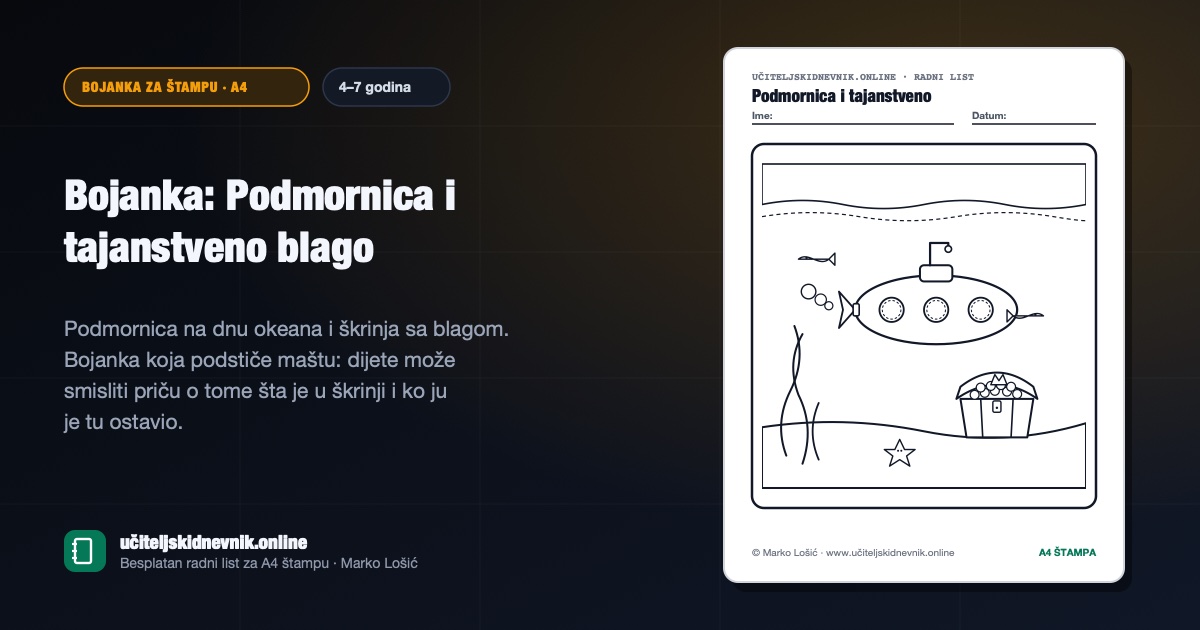 BOJANKA ZA ŠTAMPU · A4
4–7 godina
Bojanka: Podmornica i
tajanstveno blago
Podmornica na dnu okeana i škrinja sa blagom.
Bojanka koja podstiče maštu: dijete može
smisliti priču o tome šta je u škrinji i ko ju
je tu ostavio.
učiteljskidnevnik.online
Besplatan radni list za A4 štampu · Marko Lošić
UČITELJSKIDNEVNIK.ONLINE · RADNI LIST
Podmornica i tajanstveno
Ime:
Datum:
© Marko Lošić · www.uciteljskidnevnik.online
A4 ŠTAMPA